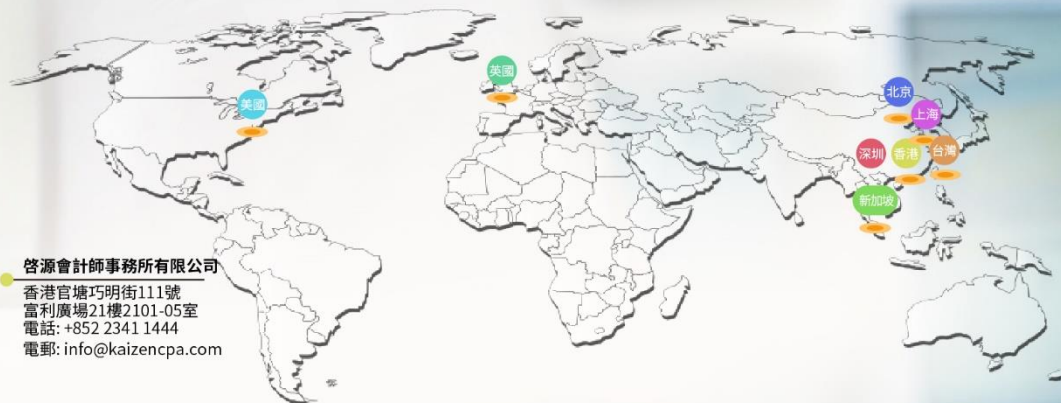 英國
美國
北京
上海
深圳
香港
台灣
新加坡
啓源會計師事務所有限公司
香港官塘巧明街111號
富利廣場21樓2101-05室
電話: +852 2341 1444
電郵: info@kaizencpa.com